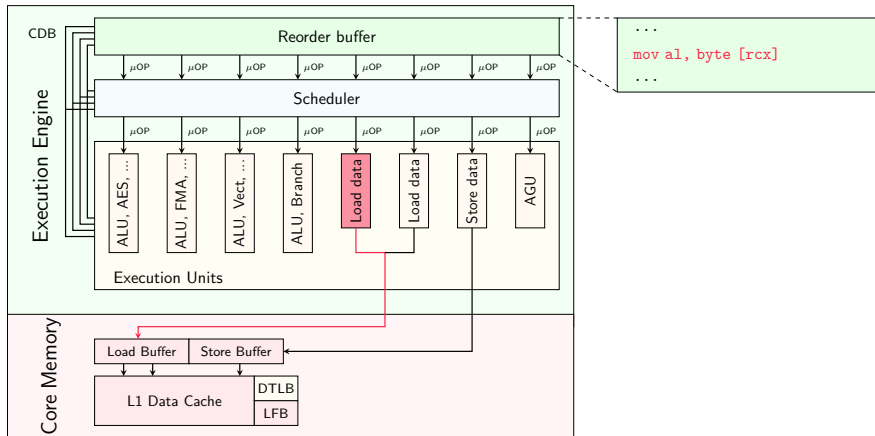 CDB
Reorder buffer
...
mov al, byte [rcx]
...
μOP μOP μOP μOP μOP μOP μOP μOP
Scheduler
μOP μOP μOP μOP μOP μOP μOP μOP
Execution Engine
ALU, AES, ...
ALU, FMA, ...
ALU, Vect, ...
ALU, Branch
Load data
Load data
Store data
AGU
Execution Units
Core Memory
Load Buffer
Store Buffer
L1 Data Cache
DTLB
LFB